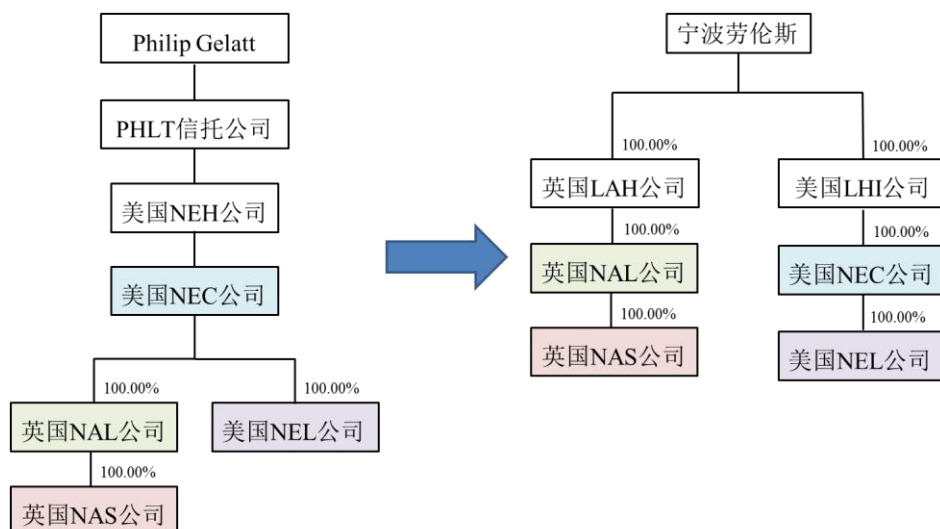 Philip Gelatt
PHLT信托公司
美国NEH公司
美国NEC公司
100.00%
100.00%
英国NAL公司
美国NEL公司
100.00%
英国NAS公司
宁波劳伦斯
100.00%
100.00%
英国LAH公司
美国LHI公司
100.00%
100.00%
英国NAL公司
美国NEC公司
100.00%
100.00%
英国NAS公司
美国NEL公司